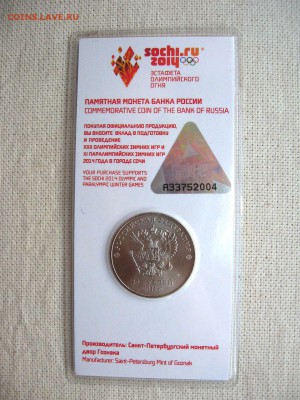 COINS.LAVE.RU
sochi.ru
2014
ЭСТАФЕТА
ОЛИМПИЙСКОГО
ОГНЯ
ПАМЯТНАЯ МОНЕТА БАНКА РОССИИ
COMMEMORATIVE COIN OF THE BANK OF RUSSIA
ПОКУПАЯ ОФИЦИАЛЬНУЮ ПРОДУКЦИЮ,
ВЫ ВНОСИТЕ ВКЛАД В ПОДГОТОВКУ
И ПРОВЕДЕНИЕ
XXII ОЛИМПИЙСКИХ ЗИМНИХ ИГР И
XI ПАРАЛИМПИЙСКИХ ЗИМНИХ ИГР
2014 ГОДА В ГОРОДЕ СОЧИ
YOUR PURCHASE SUPPORTS
THE SOCHI 2014 OLYMPIC AND
PARALYMPIC WINTER GAMES
A33752004
РОССИЙСКАЯ ФЕДЕРАЦИЯ
Производитель: Санкт-Петербургский монетный
двор Гознака
Manufacturer: Saint-Petersburg Mint of Goznak